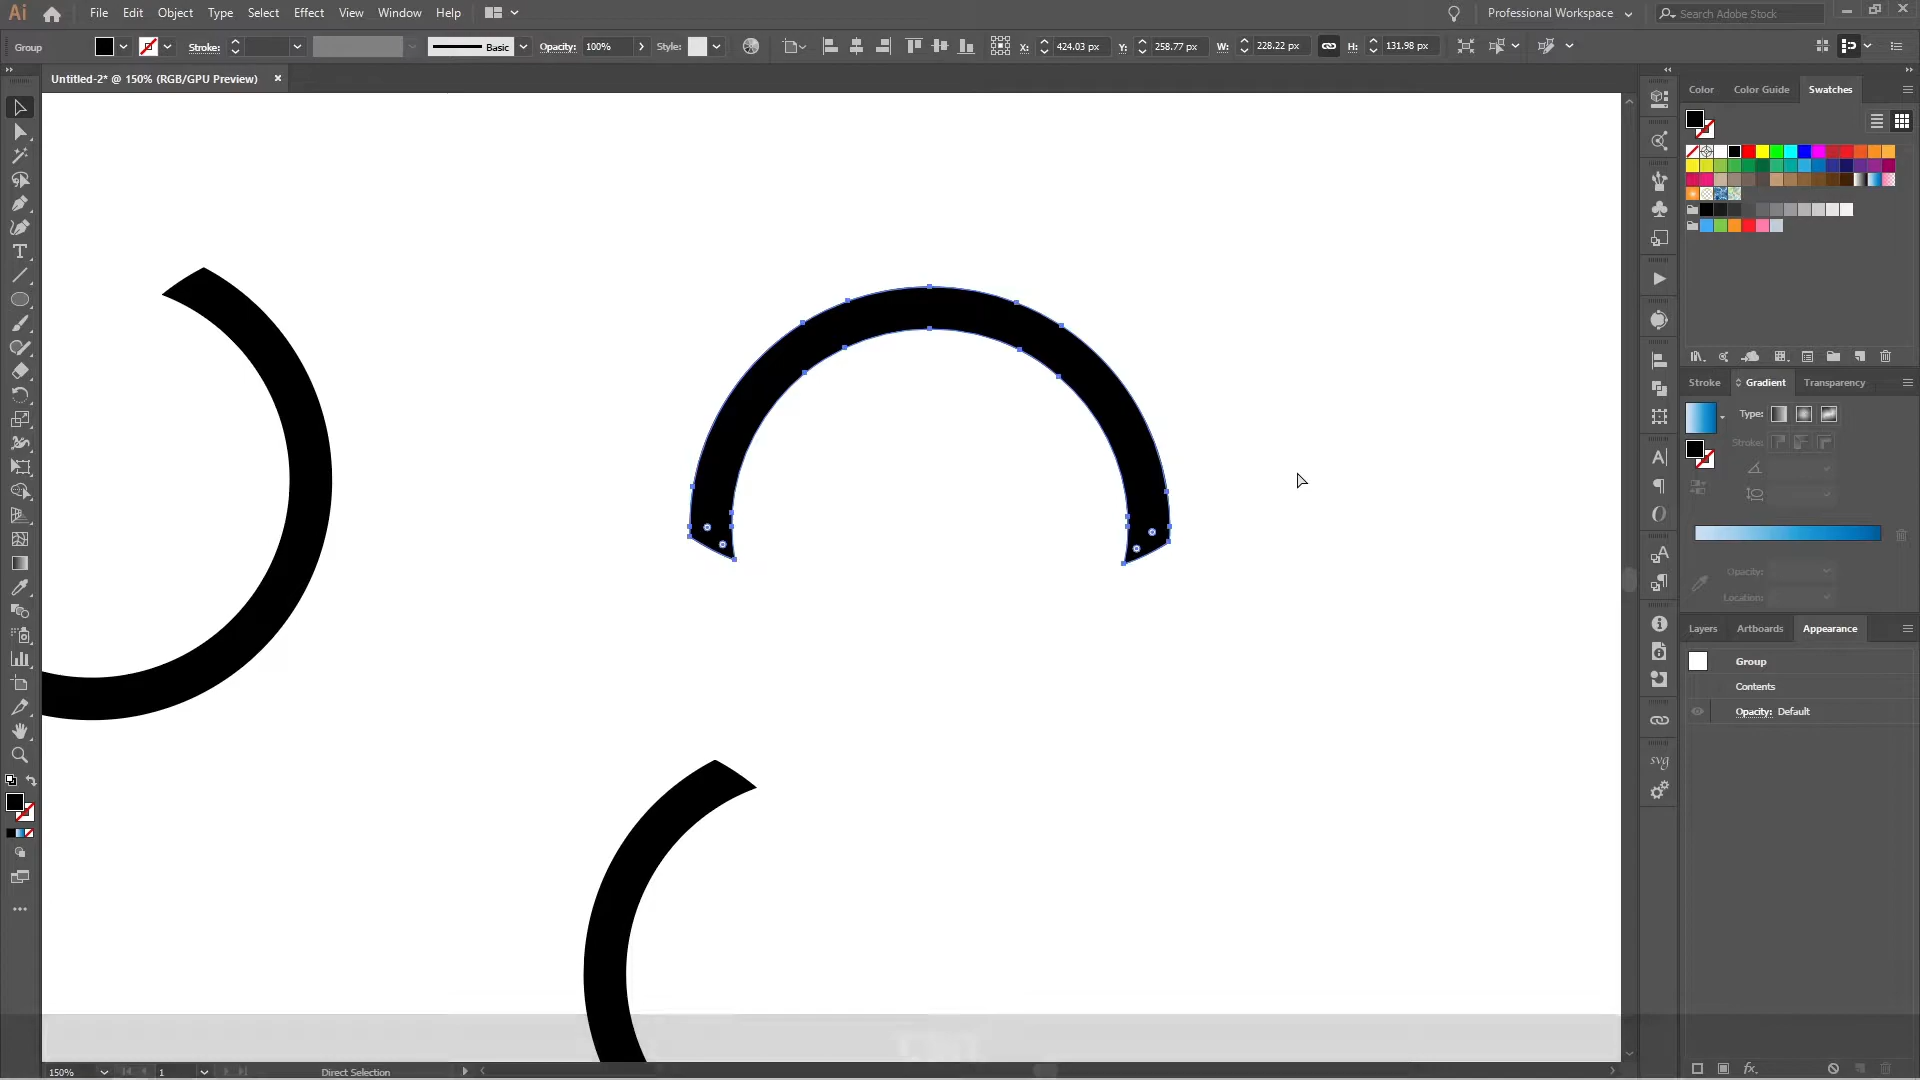 Ai File Edit Object Type Select Effect View Window Help Professional Workspace Search Adobe Stock
Group Stroke: Basic Opacity: 100% Style: X: 424.03 px Y: 258.77 px W: 228.22 px H: 131.98 px
Untitled-2* @ 150% (RGB/GPU Preview) ×
Color Color Guide Swatches
Stroke Gradient Transparency
Type:
Stroke:
Opacity:
Location:
Layers Artboards Appearance
Group
Contents
Opacity: Default
svg
fx
150% 1 Direct Selection